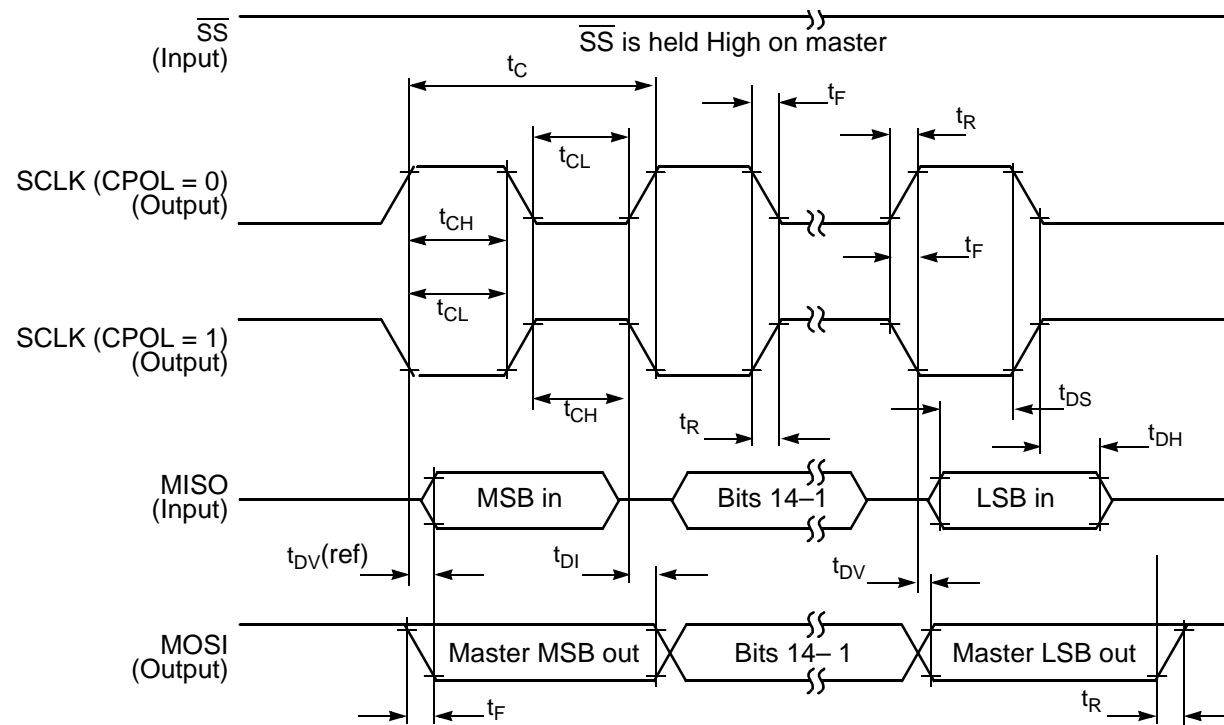 SS
(Input)
SS is held High on master
tC
tF
tR
tCL
SCLK (CPOL = 0)
(Output)
tCH
tF
tCL
SCLK (CPOL = 1)
(Output)
tCH
tR
tDS
tDH
MISO
(Input)
MSB in
Bits 14–1
LSB in
tDV(ref)
tDI
tDV
MOSI
(Output)
Master MSB out
Bits 14– 1
Master LSB out
tF
tR